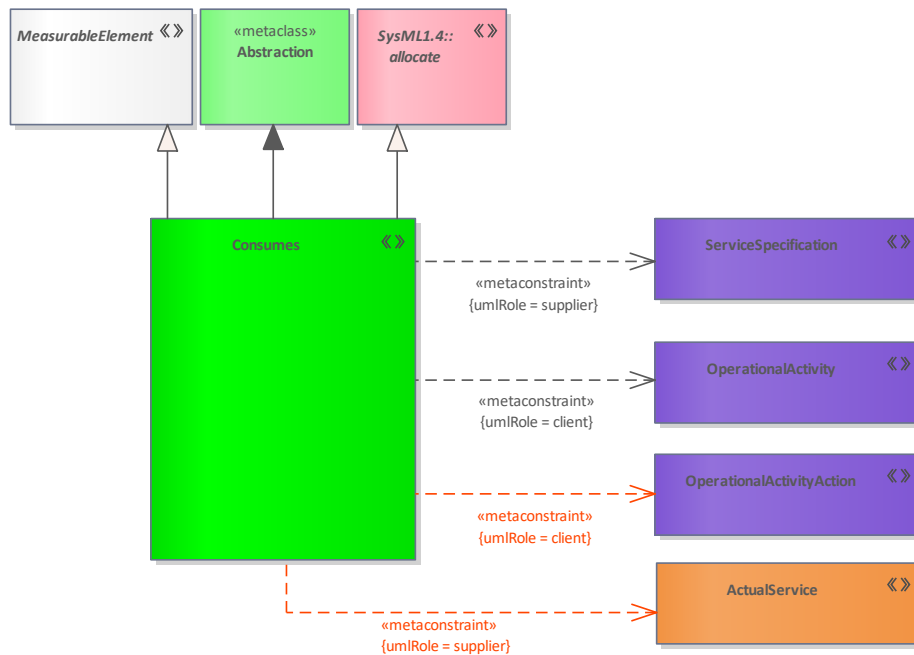 MeasurableElement «»
«metaclass»
Abstraction
SysML1.4:: «»
allocate
Consumes «»
ServiceSpecification «»
«metaconstraint»
{umlRole = supplier}
OperationalActivity «»
«metaconstraint»
{umlRole = client}
OperationalActivityAction «»
«metaconstraint»
{umlRole = client}
ActualService «»
«metaconstraint»
{umlRole = supplier}